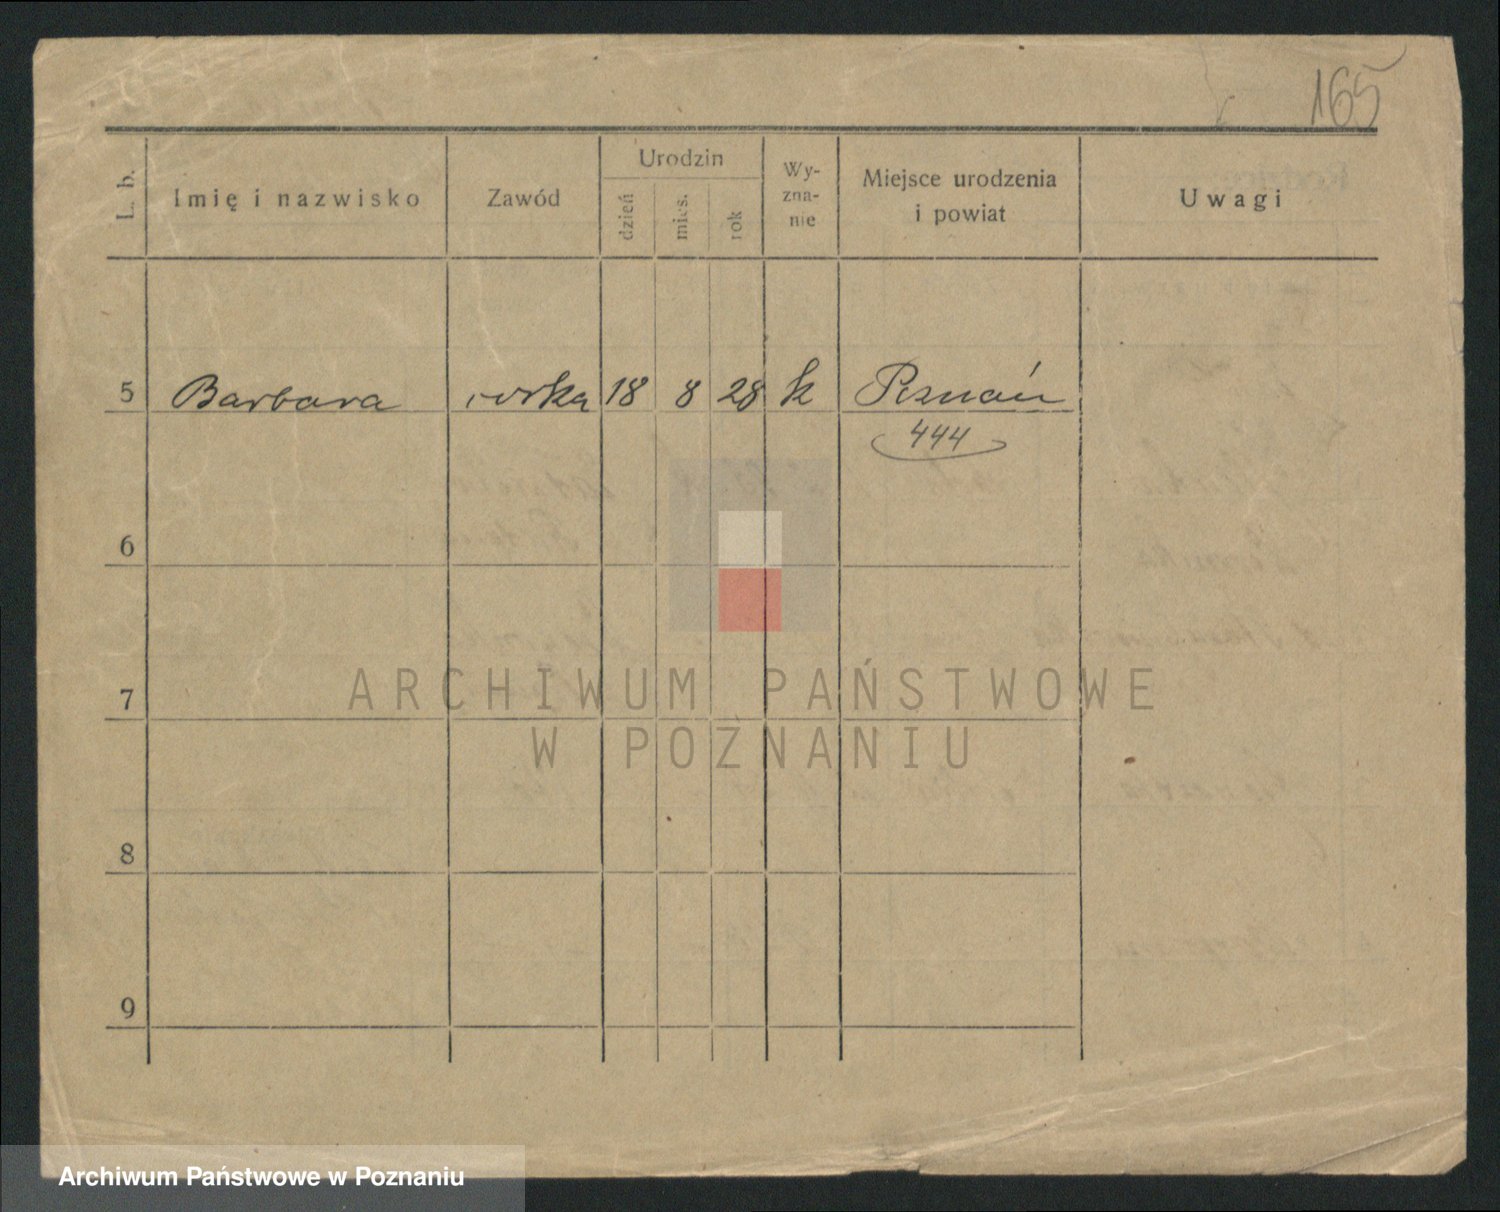 165
L. b.
Imię i nazwisko
Zawód
Urodzin
dzień
mies.
rok
Wy-
zna-
nie
Miejsce urodzenia
i powiat
Uwagi
5 Barbara 18 8 28 k Poznań
444
6
7
8
9
ARCHIWUM PAŃSTWOWE
W POZNANIU
Archiwum Państwowe w Poznaniu